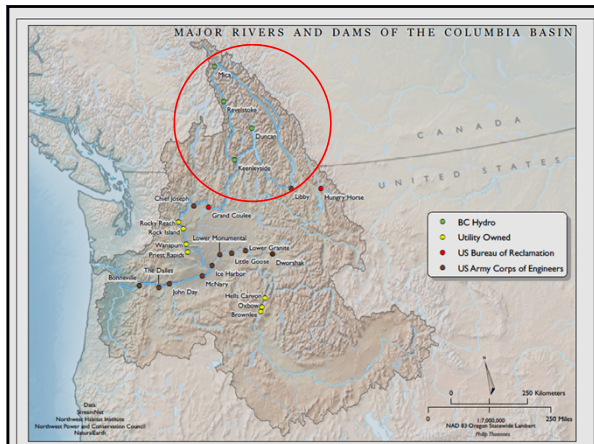 MAJOR RIVERS AND DAMS OF THE COLUMBIA BASIN
Mica
Revelstoke
Duncan
Keenleyside
CANADA
UNITED STATES
Libby
Hungry Horse
Chief Joseph
Grand Coulee
Rocky Reach
Rock Island
Wanapum
Priest Rapids
Lower Monumental
Lower Granite
Little Goose
Dworshak
Ice Harbor
McNary
Bonneville
The Dalles
John Day
Hells Canyon
Oxbow
Brownlee
BC Hydro
Utility Owned
US Bureau of Reclamation
US Army Corps of Engineers
Data
StreamNet
Northwest Habitat Institute
Northwest Power and Conservation Council
NaturalEarth
0 250 Kilometers
0 250 Miles
1:7,000,000
NAD 83 Oregon Statewide Lambert